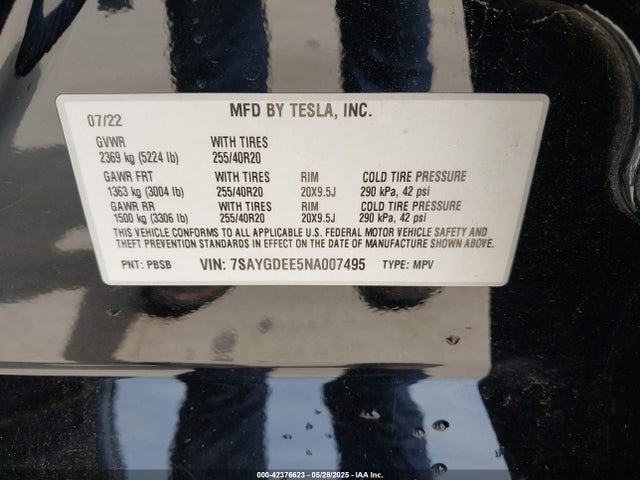 07/22 MFD BY TESLA, INC.
GVWR WITH TIRES
2369 kg (5224 lb) 255/40R20
GAWR FRT WITH TIRES RIM COLD TIRE PRESSURE
1363 kg (3004 lb) 255/40R20 20X9.5J 290 kPa, 42 psi
GAWR RR WITH TIRES RIM COLD TIRE PRESSURE
1500 kg (3306 lb) 255/40R20 20X9.5J 290 kPa, 42 psi
THIS VEHICLE CONFORMS TO ALL APPLICABLE U.S. FEDERAL MOTOR VEHICLE SAFETY AND
THEFT PREVENTION STANDARDS IN EFFECT ON THE DATE OF MANUFACTURE SHOWN ABOVE.
PNT: PBSB VIN: 7SAYGDEE5NA007495 TYPE: MPV
000-42376623 - 05/28/2025 - IAA Inc.